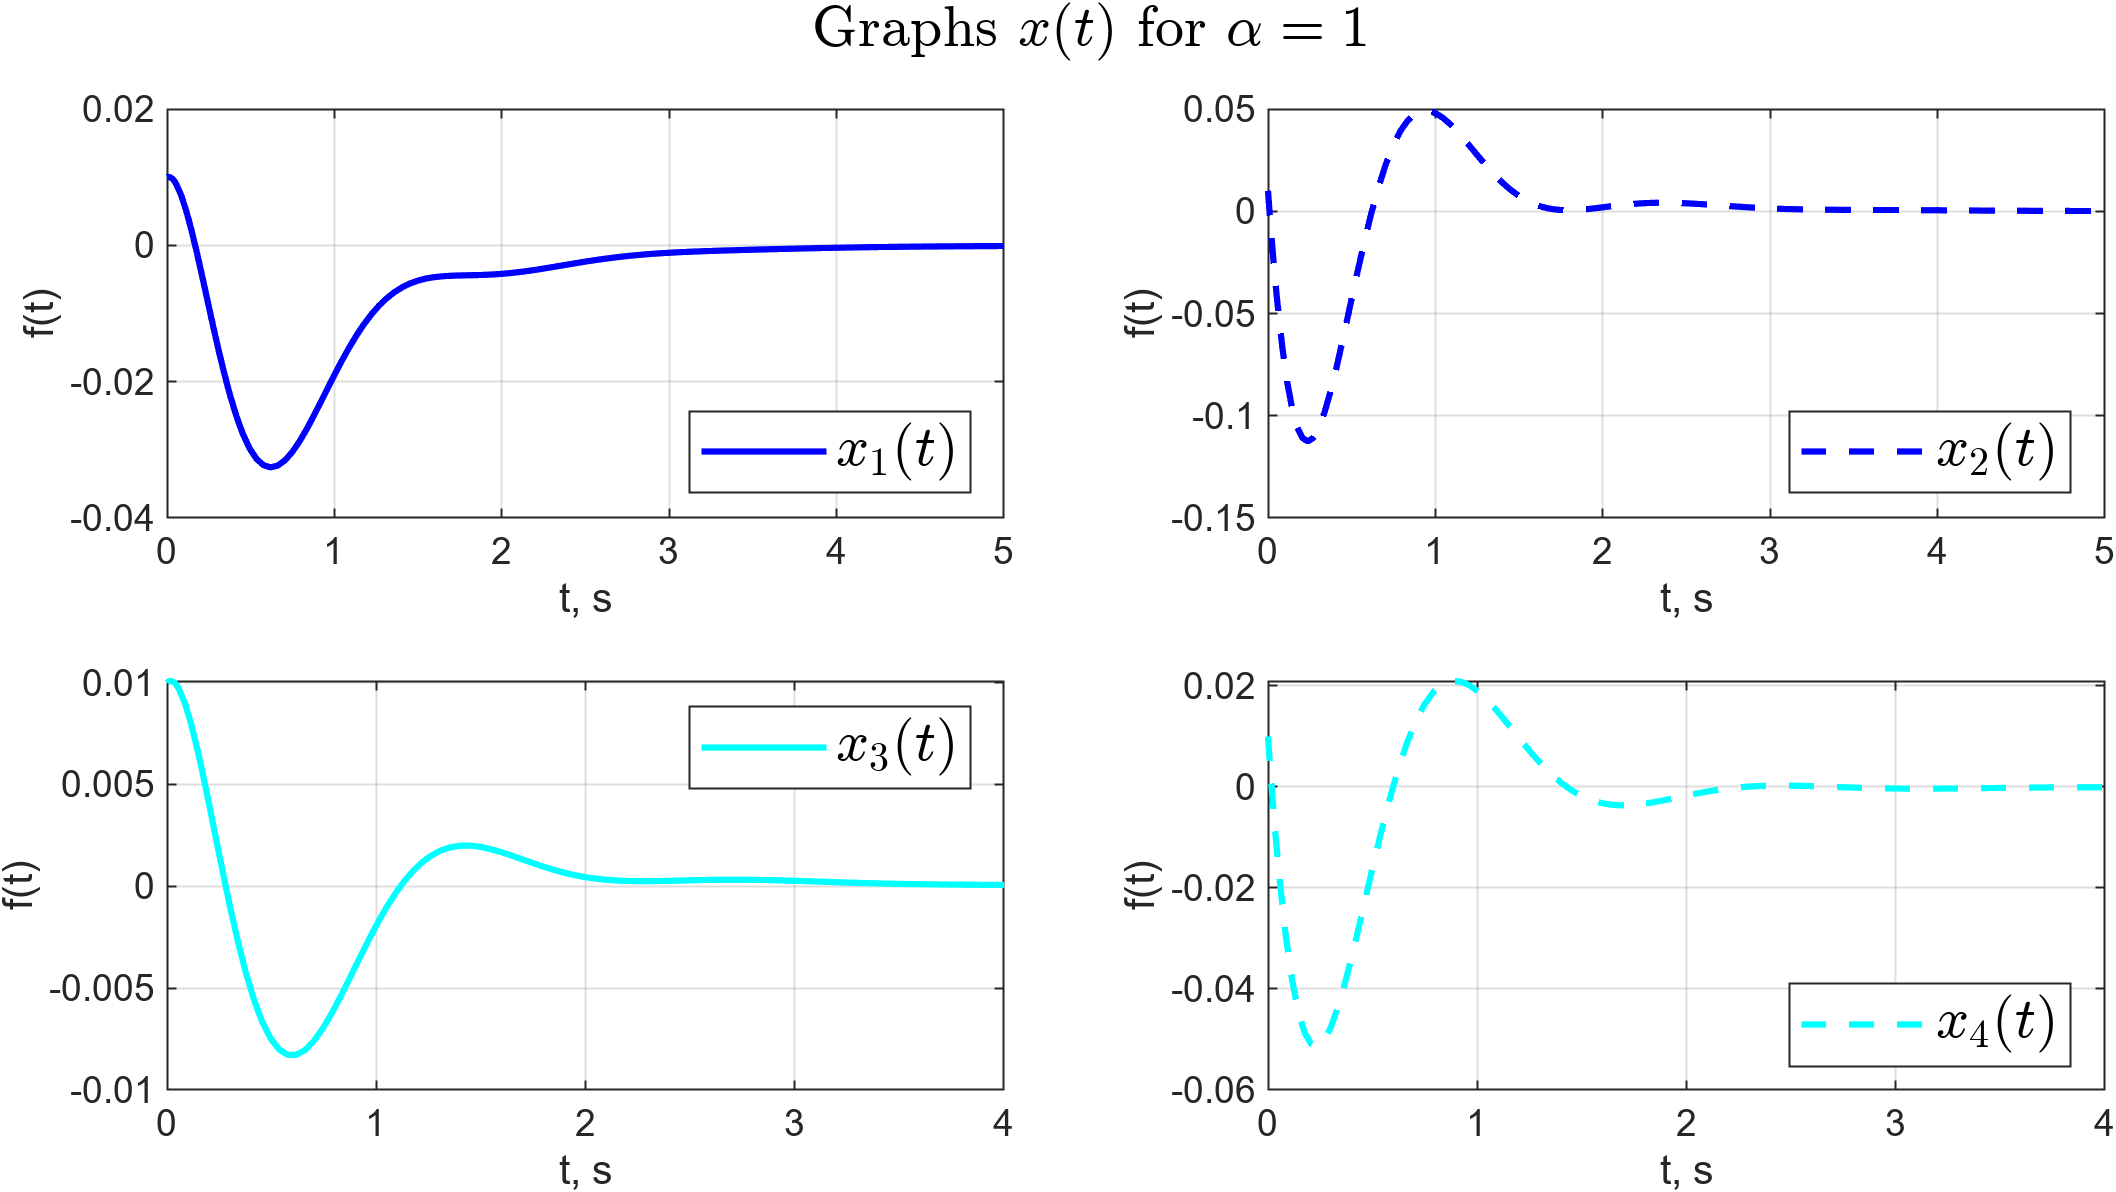 Graphs x(t) for α = 1
0.02
0
-0.02
-0.04
f(t)
x₁(t)
0 1 2 3 4 5
t, s
0.05
0
-0.05
-0.1
-0.15
f(t)
x₂(t)
0 1 2 3 4 5
t, s
0.01
0.005
0
-0.005
-0.01
f(t)
x₃(t)
0 1 2 3 4
t, s
0.02
0
-0.02
-0.04
-0.06
f(t)
x₄(t)
0 1 2 3 4
t, s